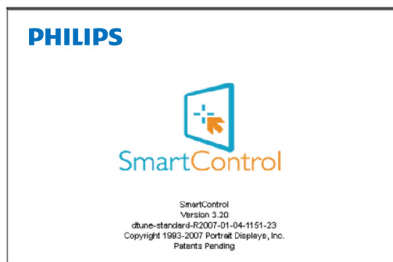 PHILIPS
SmartControl
SmartControl
Version 3.20
dtune-standard-R2007-01-04-1151-23
Copyright 1993-2007 Portrait Displays, Inc.
Patents Pending